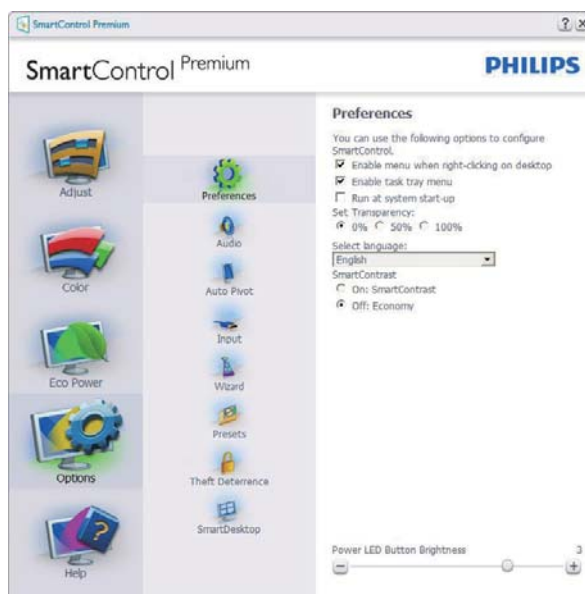 SmartControl Premium
SmartControl Premium
PHILIPS
Adjust
Color
Eco Power
Options
Help
Preferences
Audio
Auto Pivot
Input
Wizard
Presets
Theft Deterrence
SmartDesktop
Preferences
You can use the following options to configure
SmartControl.
Enable menu when right-clicking on desktop
Enable task tray menu
Run at system start-up
Set Transparency:
0% 50% 100%
Select language:
English
SmartContrast
On: SmartContrast
Off: Economy
Power LED Button Brightness 3